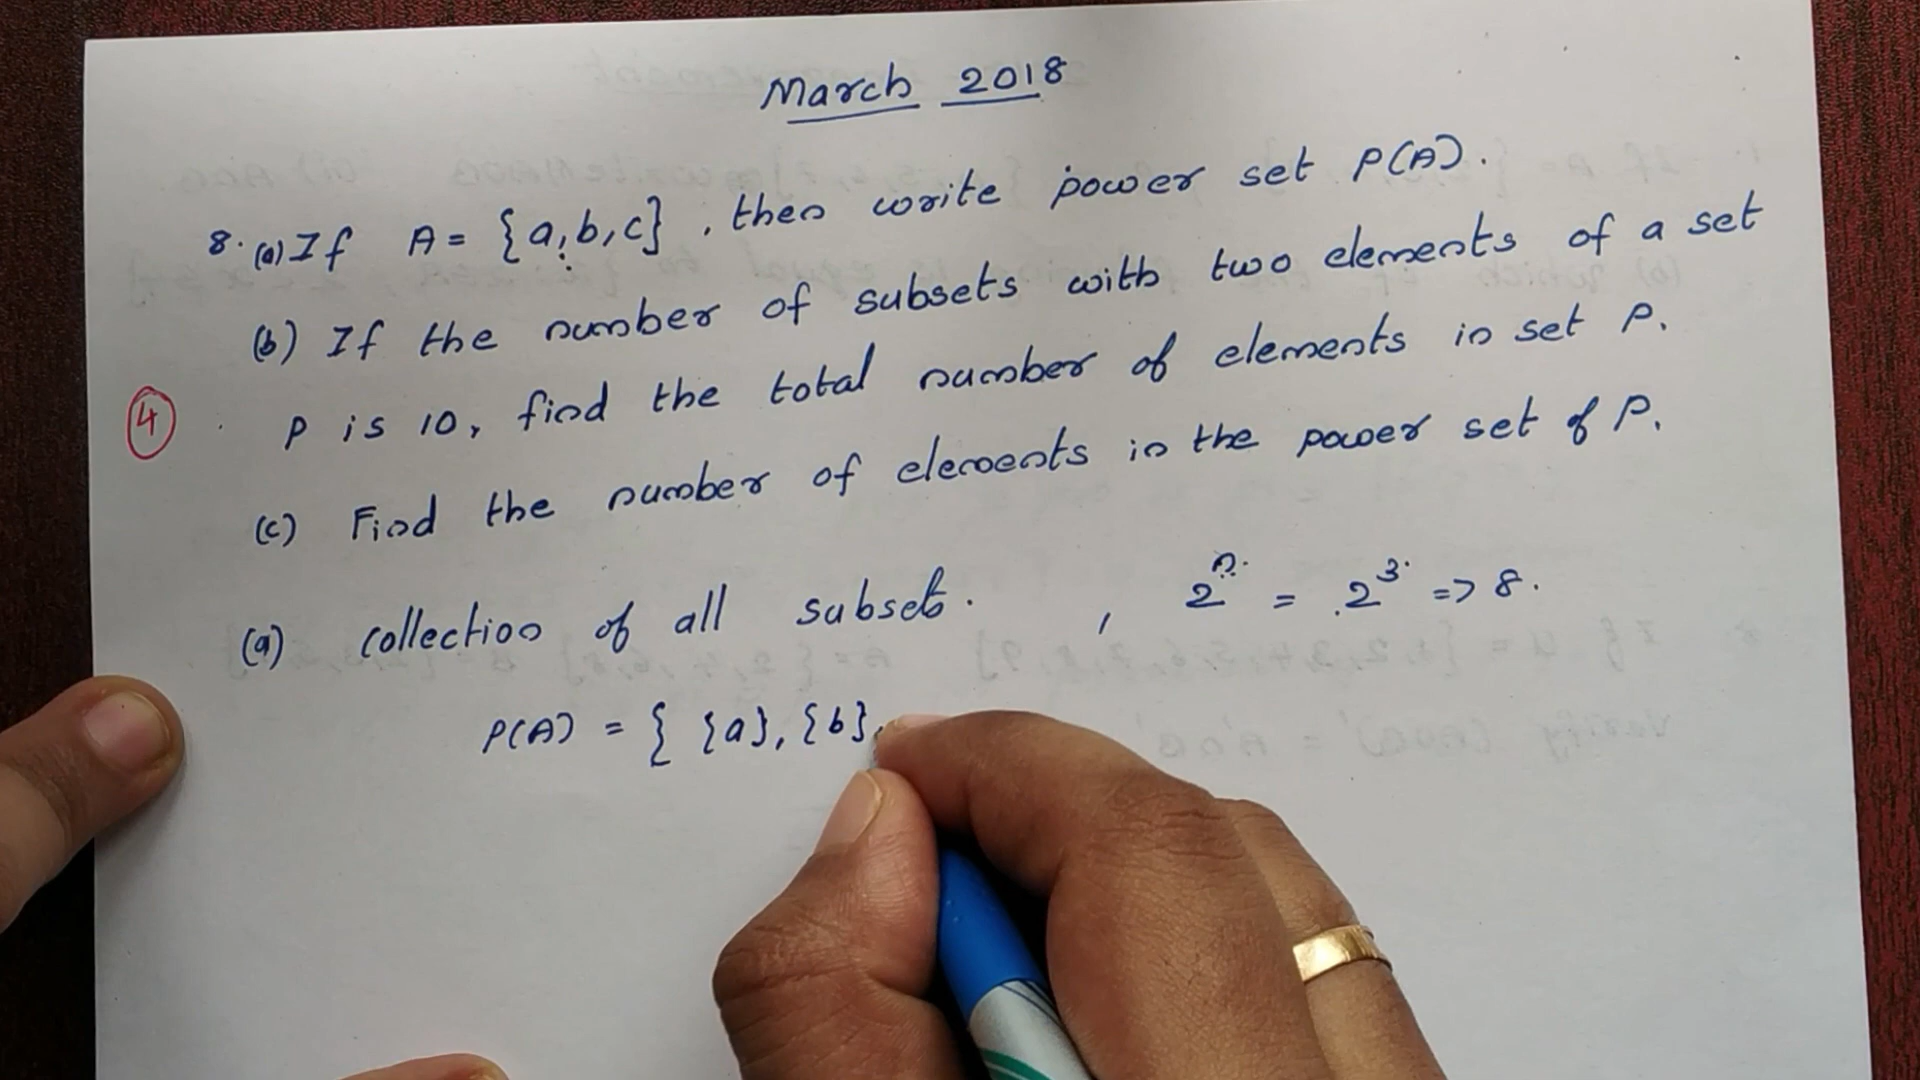 March 2018
8. (a) If A = {a,b,c}, then write power set P(A).
(b) If the number of subsets with two elements of a set
P is 10, find the total number of elements in set P.
4
(c) Find the number of elements in the power set of P.
(a) collection of all subsets. , 2^n = 2^3 => 8.
P(A) = { {a}, {b},